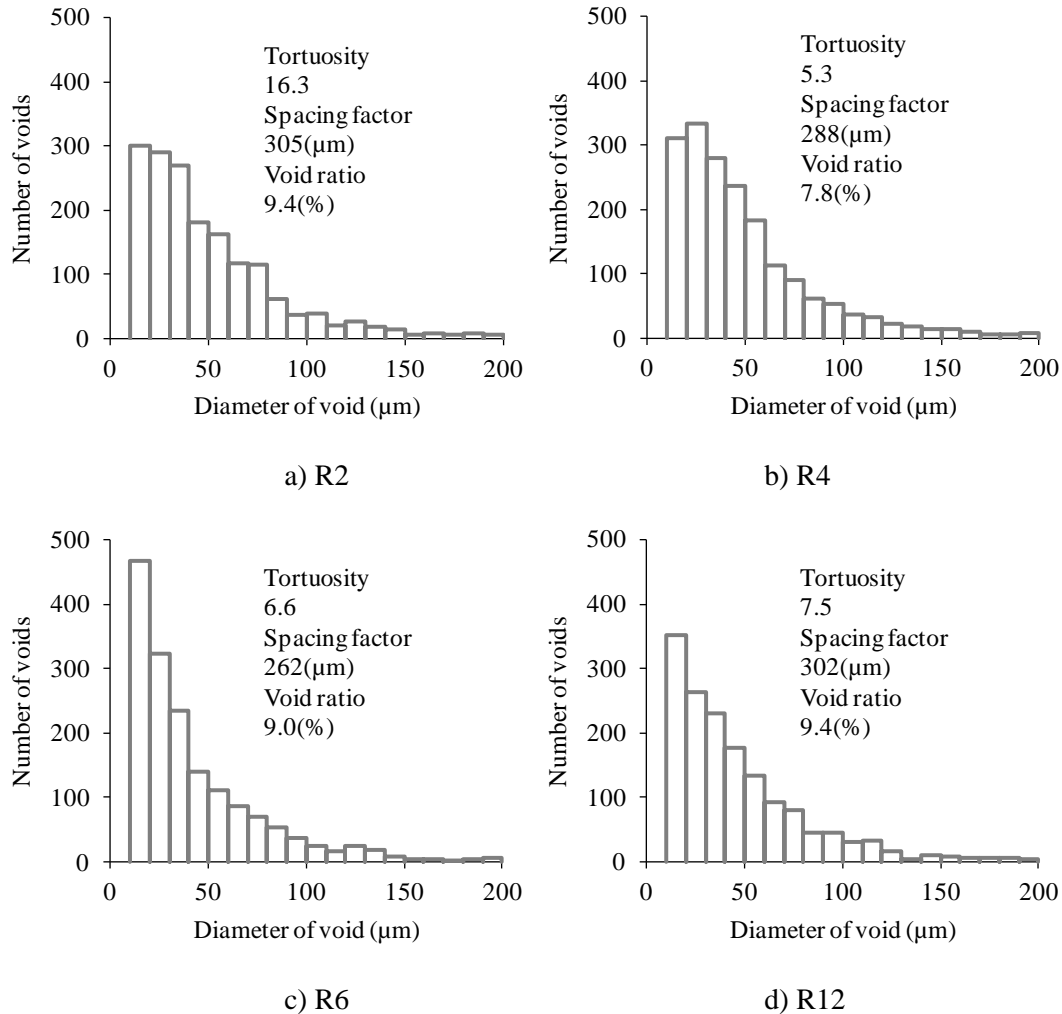 500
400
300
200
100
0
Number of voids
Tortuosity
16.3
Spacing factor
305(µm)
Void ratio
9.4(%)
0 50 100 150 200
Diameter of void (µm)
a) R2
500
400
300
200
100
0
Number of voids
Tortuosity
5.3
Spacing factor
288(µm)
Void ratio
7.8(%)
0 50 100 150 200
Diameter of void (µm)
b) R4
500
400
300
200
100
0
Number of voids
Tortuosity
6.6
Spacing factor
262(µm)
Void ratio
9.0(%)
0 50 100 150 200
Diameter of void (µm)
c) R6
500
400
300
200
100
0
Number of voids
Tortuosity
7.5
Spacing factor
302(µm)
Void ratio
9.4(%)
0 50 100 150 200
Diameter of void (µm)
d) R12